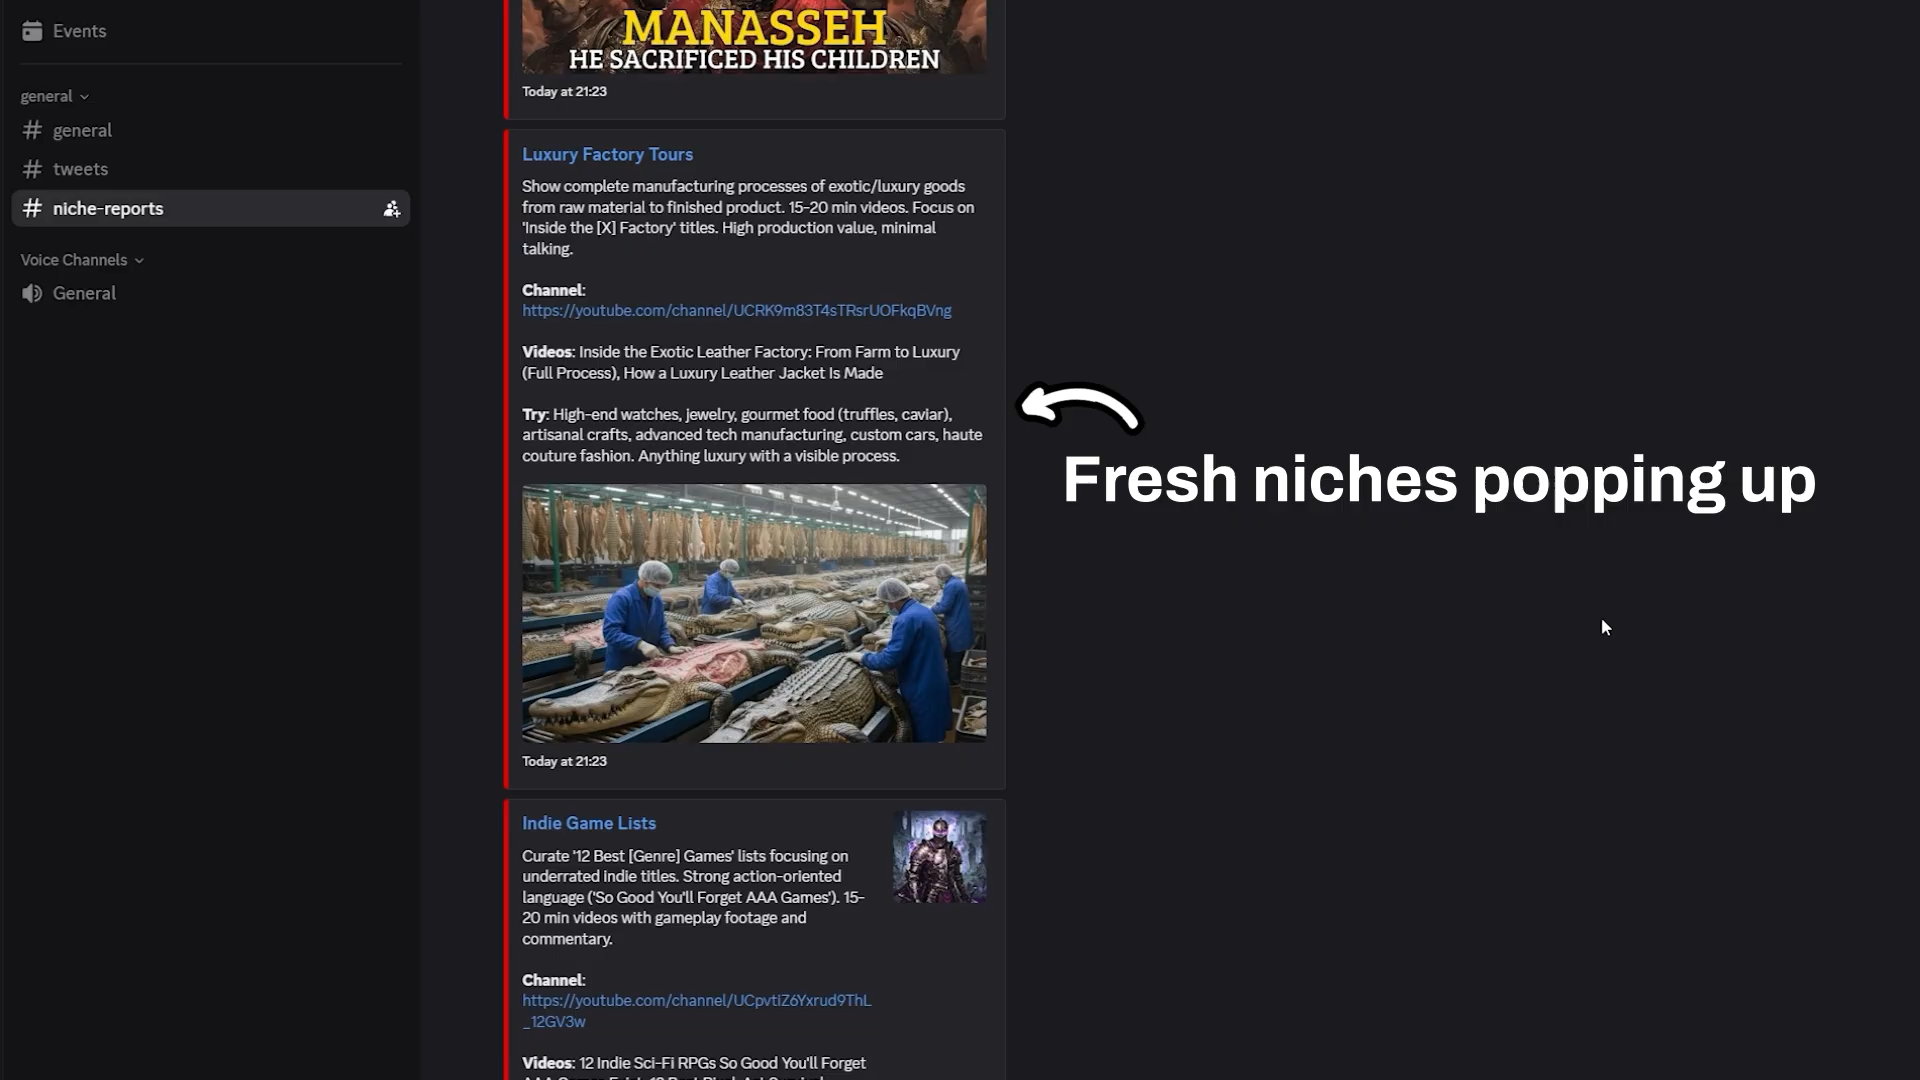 Events
general
general
tweets
niche-reports
Voice Channels
General
MANASSEH
HE SACRIFICED HIS CHILDREN
Today at 21:23
Luxury Factory Tours
Show complete manufacturing processes of exotic/luxury goods
from raw material to finished product. 15-20 min videos. Focus on
'Inside the [X] Factory' titles. High production value, minimal
talking.
Channel:
https://youtube.com/channel/UCRK9m83T4sTRsrUOFkqBVng
Videos: Inside the Exotic Leather Factory: From Farm to Luxury
(Full Process), How a Luxury Leather Jacket Is Made
Try: High-end watches, jewelry, gourmet food (truffles, caviar),
artisanal crafts, advanced tech manufacturing, custom cars, haute
couture fashion. Anything luxury with a visible process.
Today at 21:23
Fresh niches popping up
Indie Game Lists
Curate '12 Best [Genre] Games' lists focusing on
underrated indie titles. Strong action-oriented
language ('So Good You'll Forget AAA Games'). 15-
20 min videos with gameplay footage and
commentary.
Channel:
https://youtube.com/channel/UCpvtIZ6Yxrud9ThL
_12GV3w
Videos: 12 Indie Sci-Fi RPGs So Good You'll Forget